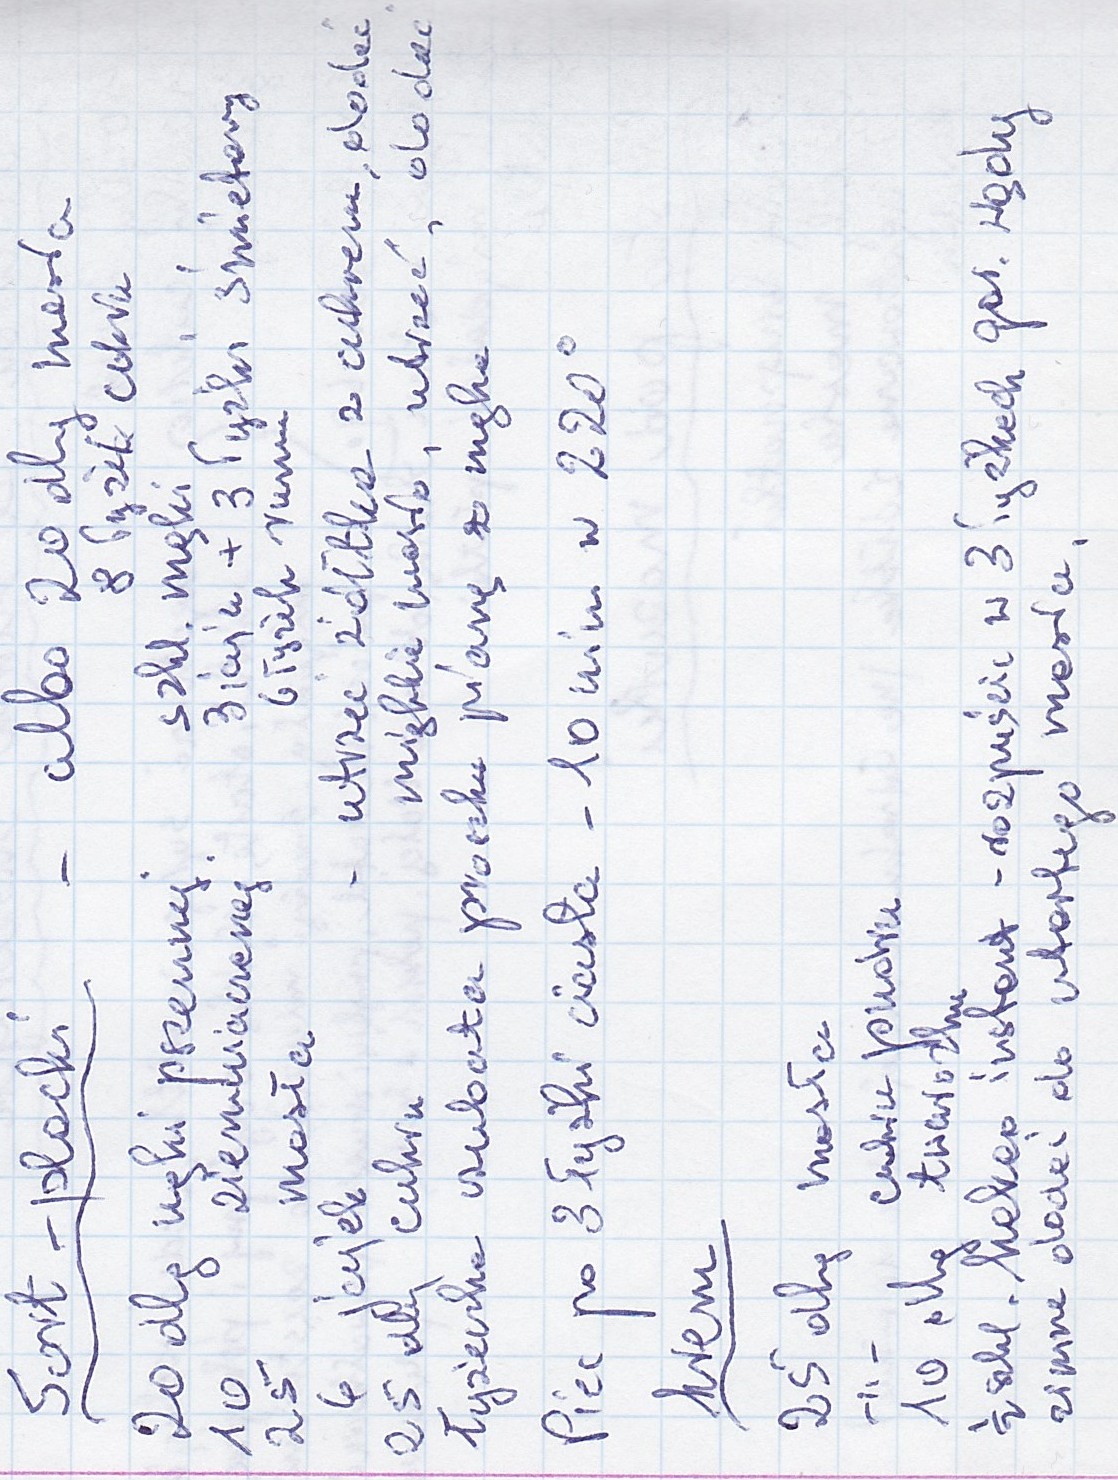 Tort - placki - albo 20 dkg masła
8 łyżek cukru
20 dkg mąki pszennej szkl. mąki
10 ziemniaczanej 3 jajka + 3 łyżki śmietany
25 masła 6 łyżek rumu
6 jajek - utrzeć żółtka z cukrem, dodać
25 dkg cukru miękkie masło, utrzeć, dodać
łyżeczka czubata proszku pianę z mąką
Piec po 3 łyżki ciasta - 10 min w 220°
krem
25 dkg masła
-"- cukru pudru
10 dkg twarożku
½ szkl. kakao instant - rozpuścić w 3 łyżkach gor. wody
zimne dodać do utartego masła.